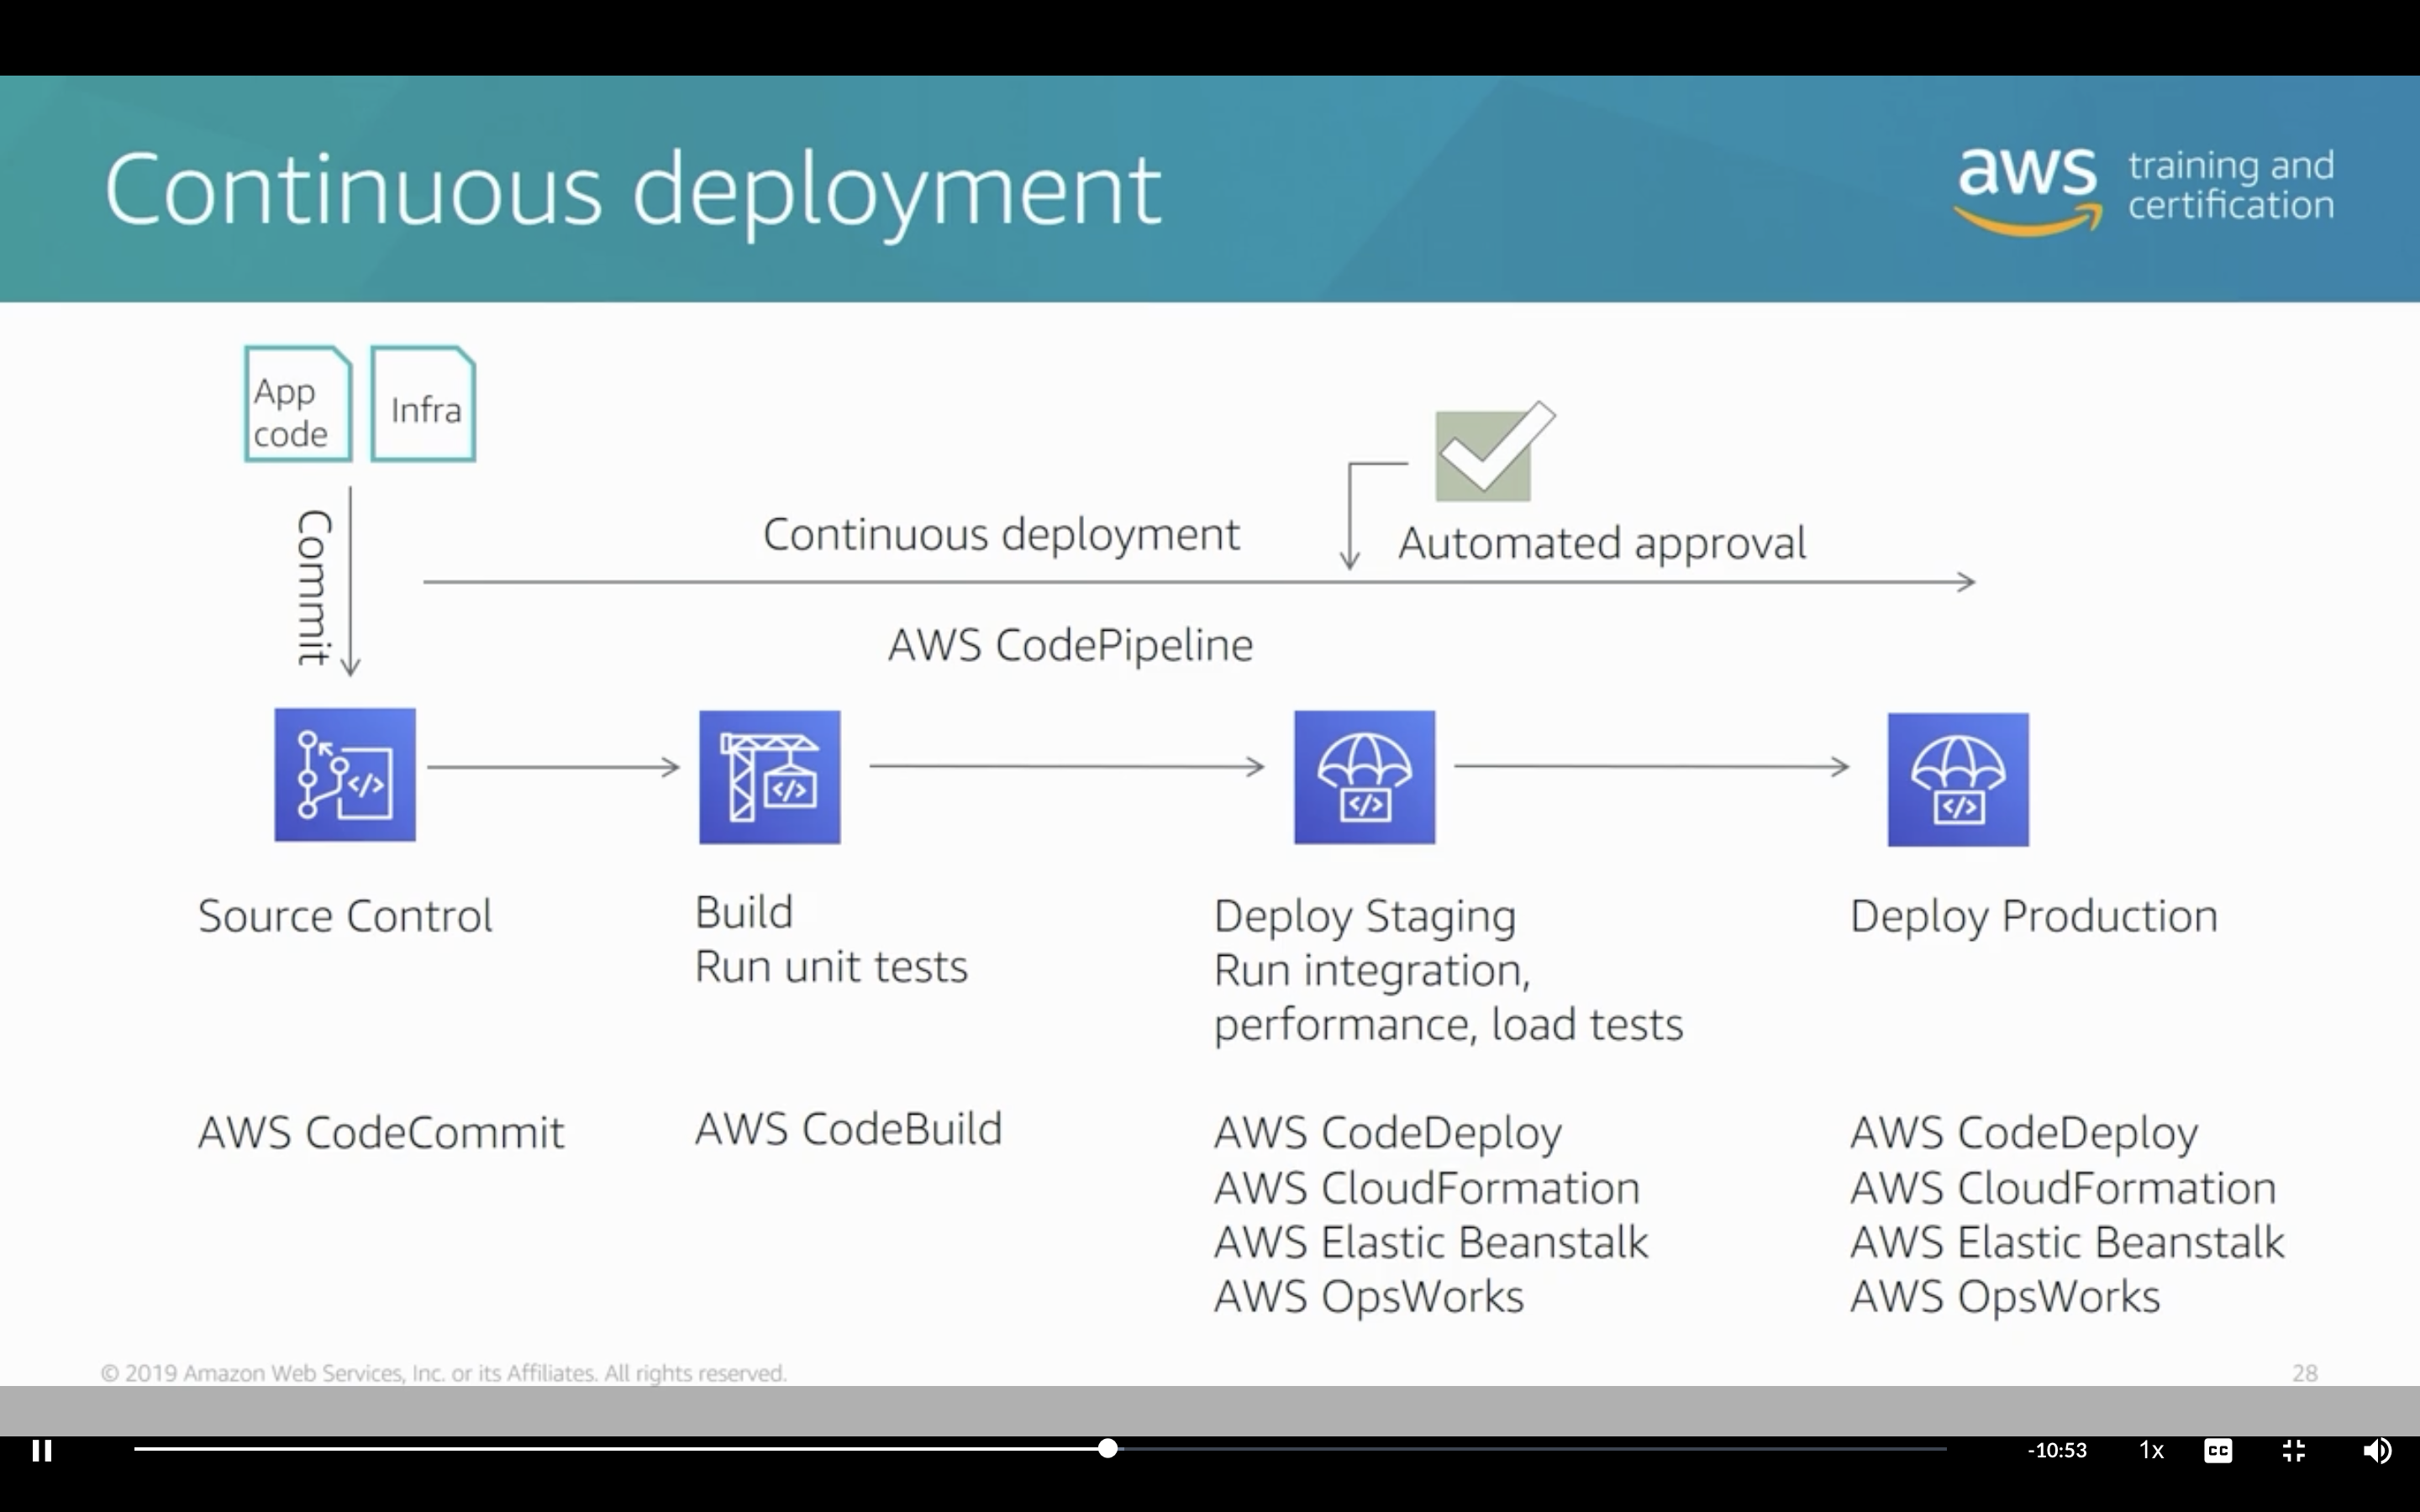 Continuous deployment
aws training and
certification
App
code
Infra
Commit
Continuous deployment
Automated approval
AWS CodePipeline
</>
</>
</>
</>
Source Control
Build
Run unit tests
Deploy Staging
Run integration,
performance, load tests
Deploy Production
AWS CodeCommit
AWS CodeBuild
AWS CodeDeploy
AWS CloudFormation
AWS Elastic Beanstalk
AWS OpsWorks
AWS CodeDeploy
AWS CloudFormation
AWS Elastic Beanstalk
AWS OpsWorks
© 2019 Amazon Web Services, Inc. or its Affiliates. All rights reserved.
28
-10:53
1x
CC